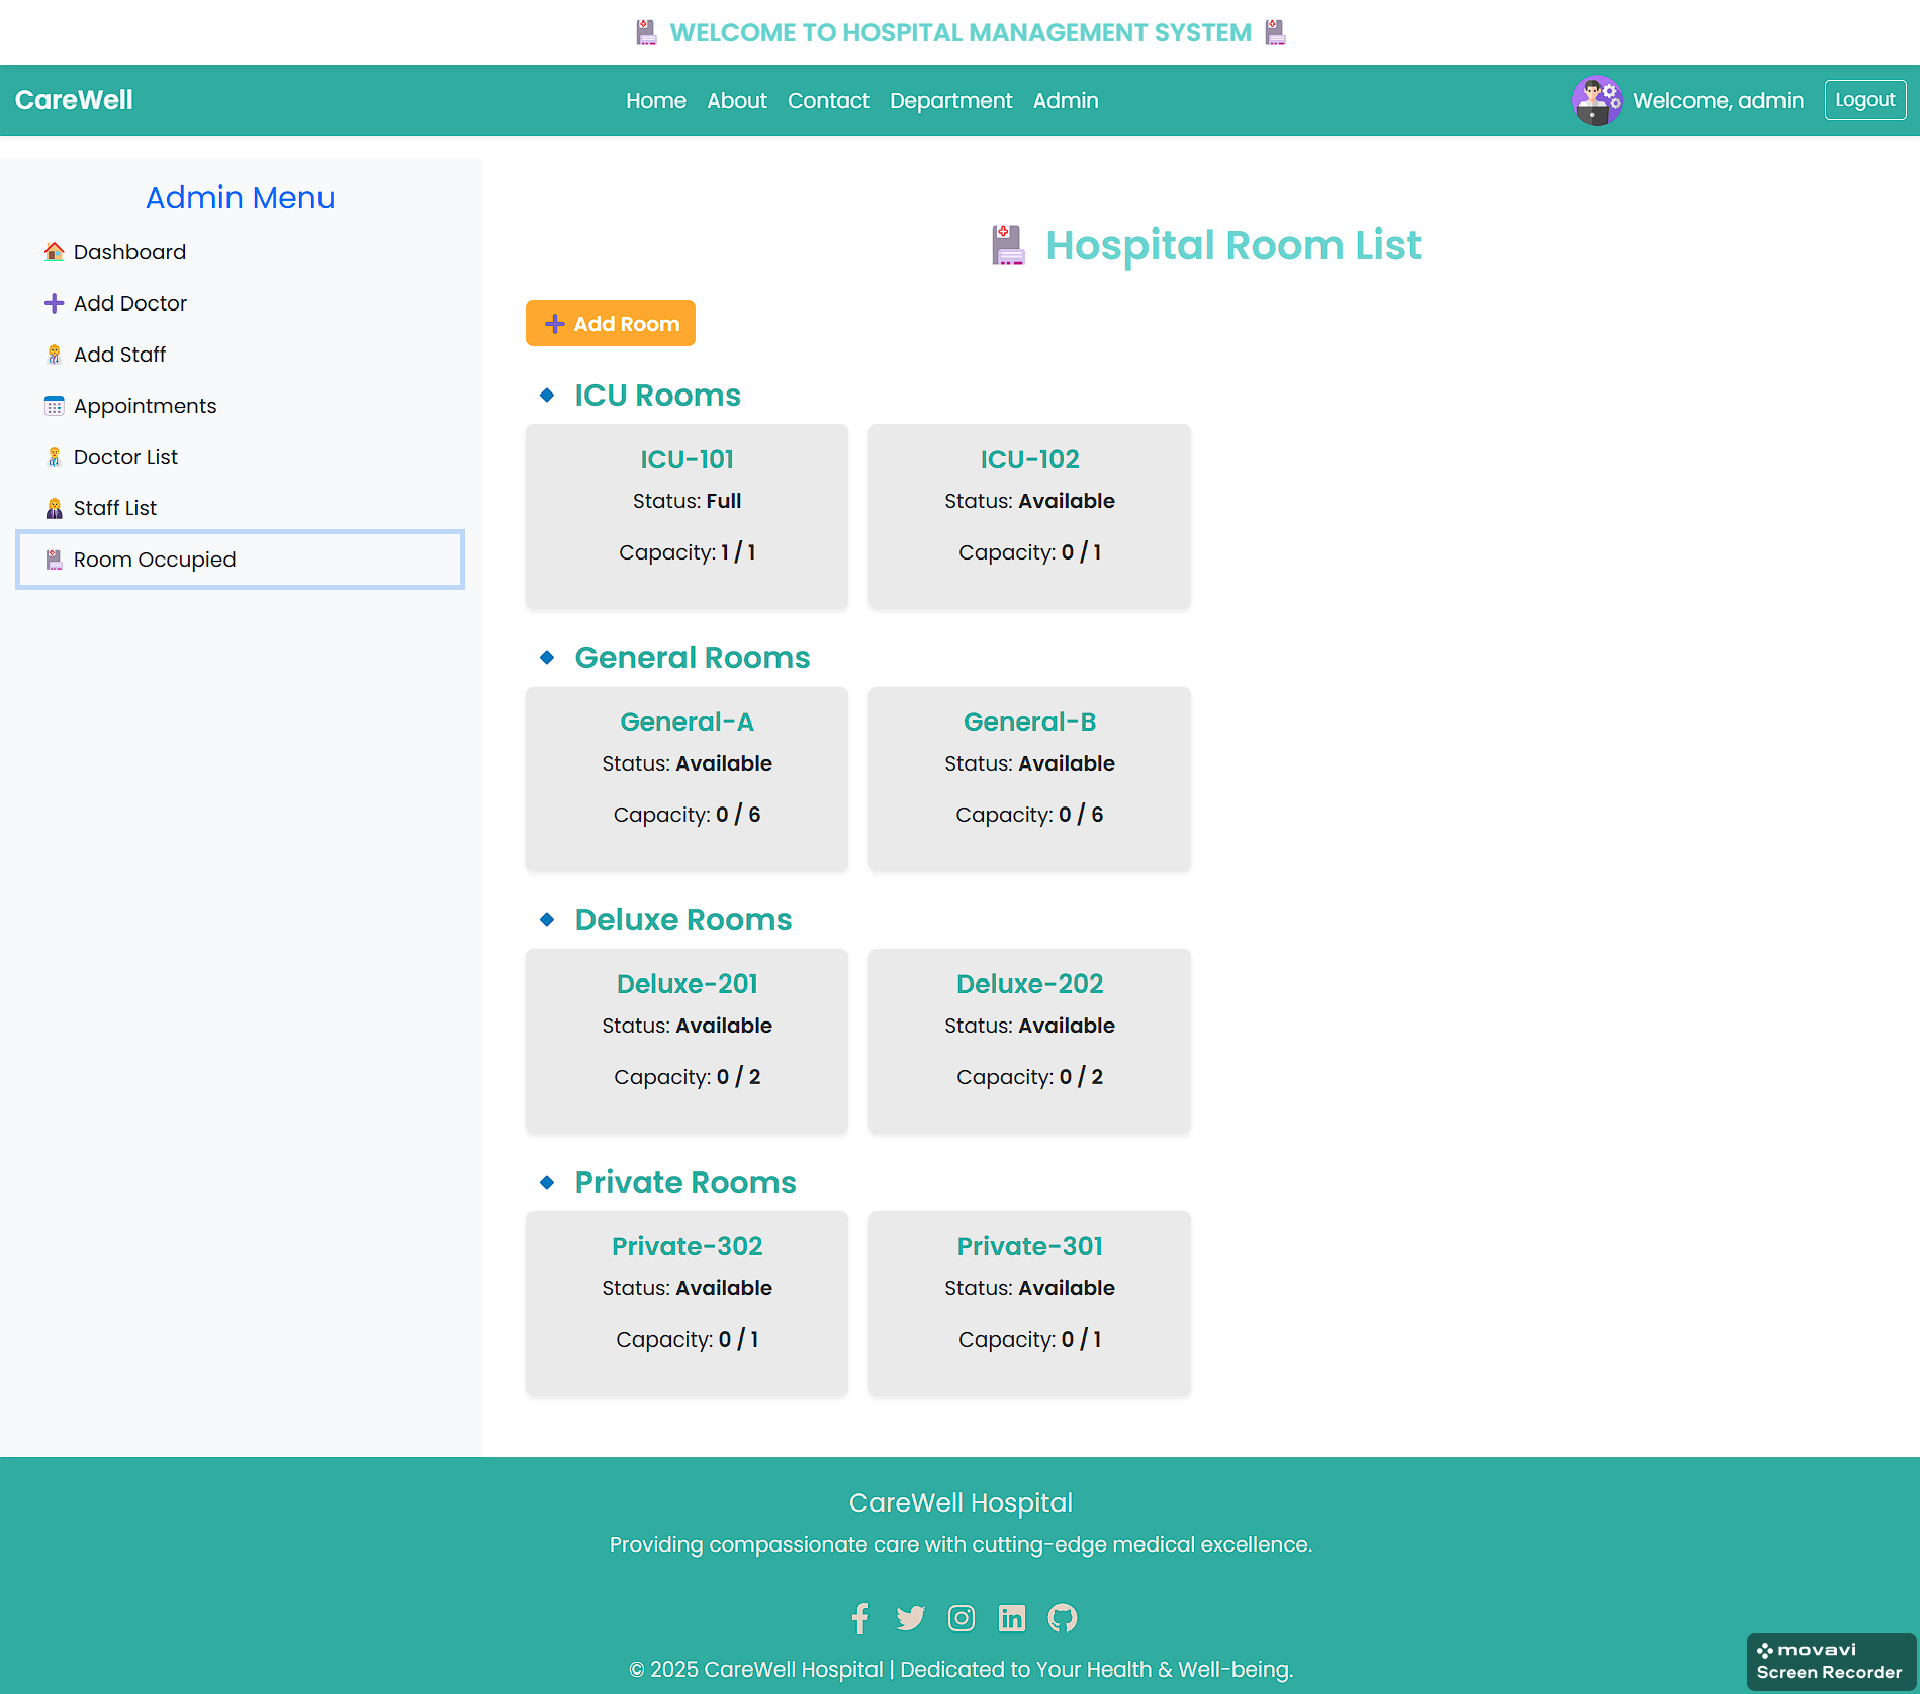 WELCOME TO HOSPITAL MANAGEMENT SYSTEM
CareWell
Home About Contact Department Admin
Welcome, admin
Logout
Admin Menu
Dashboard
Add Doctor
Add Staff
Appointments
Doctor List
Staff List
Room Occupied
Hospital Room List
Add Room
ICU Rooms
ICU-101
Status: Full
Capacity: 1 / 1
ICU-102
Status: Available
Capacity: 0 / 1
General Rooms
General-A
Status: Available
Capacity: 0 / 6
General-B
Status: Available
Capacity: 0 / 6
Deluxe Rooms
Deluxe-201
Status: Available
Capacity: 0 / 2
Deluxe-202
Status: Available
Capacity: 0 / 2
Private Rooms
Private-302
Status: Available
Capacity: 0 / 1
Private-301
Status: Available
Capacity: 0 / 1
CareWell Hospital
Providing compassionate care with cutting-edge medical excellence.
© 2025 CareWell Hospital | Dedicated to Your Health & Well-being.
movavi
Screen Recorder